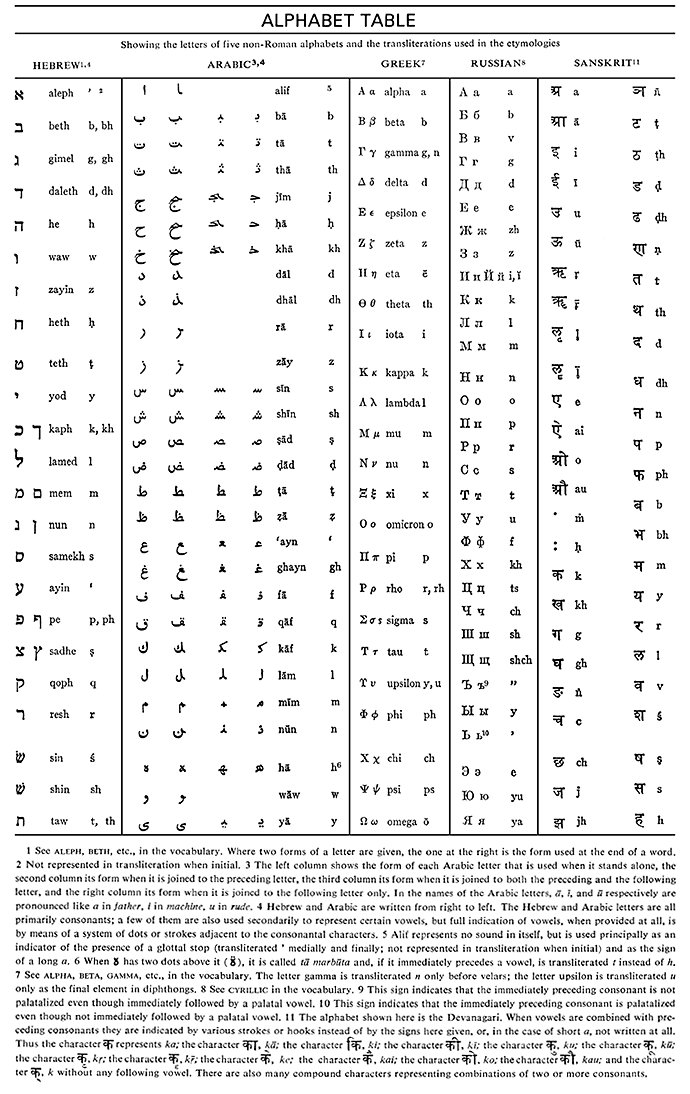 ALPHABET TABLE
Showing the letters of five non-Roman alphabets and the transliterations used in the etymologies
HEBREW1,4
א aleph ʾ 2
ב beth b, bh
ג gimel g, gh
ד daleth d, dh
ה he h
ו waw w
ז zayin z
ח heth ḥ
ט teth ṭ
י yod y
כ ך kaph k, kh
ל lamed l
מ ם mem m
נ ן nun n
ס samekh s
ע ayin ʿ
פ ף pe p, ph
צ ץ sadhe ṣ
ק qoph q
ר resh r
שׂ sin ś
שׁ shin sh
ת taw t, th
ARABIC3,4
ا ـا alif 5
ب ـب ـبـ بـ bā b
ت ـت ـتـ تـ tā t
ث ـث ـثـ ثـ thā th
ج ـج ـجـ جـ jīm j
ح ـح ـحـ حـ ḥā ḥ
خ ـخ ـخـ خـ khā kh
د ـد dāl d
ذ ـذ dhāl dh
ر ـر rā r
ز ـز zāy z
س ـس ـسـ سـ sīn s
ش ـش ـشـ شـ shīn sh
ص ـص ـصـ صـ ṣād ṣ
ض ـض ـضـ ضـ ḍād ḍ
ط ـط ـطـ طـ ṭā ṭ
ظ ـظ ـظـ ظـ ẓā ẓ
ع ـع ـعـ عـ ʿayn ʿ
غ ـغ ـغـ غـ ghayn gh
ف ـف ـفـ فـ fā f
ق ـق ـقـ قـ qāf q
ك ـك ـكـ كـ kāf k
ل ـل ـلـ لـ lām l
م ـم ـمـ مـ mīm m
ن ـن ـنـ نـ nūn n
ه ـه ـهـ هـ hā h6
و ـو wāw w
ى ـى ـيـ يـ yā y
GREEK7
Α α alpha a
Β β beta b
Γ γ gamma g, n
Δ δ delta d
Ε ϵ epsilon e
Ζ ζ zeta z
Η η eta ē
Θ θ theta th
Ι ι iota i
Κ κ kappa k
Λ λ lambda l
Μ μ mu m
Ν ν nu n
Ξ ξ xi x
Ο ο omicron o
Π π pi p
Ρ ρ rho r, rh
Σ σ ς sigma s
Τ τ tau t
Υ υ upsilon y, u
Φ φ phi ph
Χ χ chi ch
Ψ ψ psi ps
Ω ω omega ō
RUSSIAN8
А а a
Б б b
В в v
Г г g
Д д d
Е е e
Ж ж zh
З з z
И и Й й i, ĭ
К к k
Л л l
М м m
Н н n
О о o
П п p
Р р r
С с s
Т т t
У у u
Ф ф f
Х х kh
Ц ц ts
Ч ч ch
Ш ш sh
Щ щ shch
Ъ ъ9 ”
Ы ы y
Ь ь10 ’
Э э e
Ю ю yu
Я я ya
SANSKRIT11
अ a
आ ā
इ i
ई ī
उ u
ऊ ū
ऋ ṛ
ॠ ṝ
ऌ ḷ
ॡ ḹ
ए e
ऐ ai
ओ o
औ au
ं ṁ
ः ḥ
क k
ख kh
ग g
घ gh
ङ ṅ
च c
छ ch
ज j
झ jh
ञ ñ
ट ṭ
ठ ṭh
ड ḍ
ढ ḍh
ण ṇ
त t
थ th
द d
ध dh
न n
प p
फ ph
ब b
भ bh
म m
य y
र r
ल l
व v
श ś
ष ṣ
स s
ह h
1 See ALEPH, BETH, etc., in the vocabulary. Where two forms of a letter are given, the one at the right is the form used at the end of a word.
2 Not represented in transliteration when initial. 3 The left column shows the form of each Arabic letter that is used when it stands alone, the
second column its form when it is joined to the preceding letter, the third column its form when it is joined to both the preceding and the following
letter, and the right column its form when it is joined to the following letter only. In the names of the Arabic letters, ā, ī, and ū respectively are
pronounced like a in father, i in machine, u in rude. 4 Hebrew and Arabic are written from right to left. The Hebrew and Arabic letters are all
primarily consonants; a few of them are also used secondarily to represent certain vowels, but full indication of vowels, when provided at all, is
by means of a system of dots or strokes adjacent to the consonantal characters. 5 Alif represents no sound in itself, but is used principally as an
indicator of the presence of a glottal stop (transliterated ʾ medially and finally; not represented in transliteration when initial) and as the sign
of a long a. 6 When ه has two dots above it (ة), it is called tā marbūta and, if it immediately precedes a vowel, is transliterated t instead of h.
7 See ALPHA, BETA, GAMMA, etc., in the vocabulary. The letter gamma is transliterated n only before velars; the letter upsilon is transliterated u
only as the final element in diphthongs. 8 See CYRILLIC in the vocabulary. 9 This sign indicates that the immediately preceding consonant is not
palatalized even though immediately followed by a palatal vowel. 10 This sign indicates that the immediately preceding consonant is palatalized
even though not immediately followed by a palatal vowel. 11 The alphabet shown here is the Devanagari. When vowels are combined with pre-
ceding consonants they are indicated by various strokes or hooks instead of by the signs here given, or, in the case of short a, not written at all.
Thus the character क represents ka; the character का, kā; the character कि, ki; the character की, kī; the character कु, ku; the character कू, kū;
the character कृ, kṛ; the character कॄ, kṝ; the character के, ke; the character कै, kai; the character को, ko; the character कौ, kau; and the charac-
ter क्, k without any following vowel. There are also many compound characters representing combinations of two or more consonants.